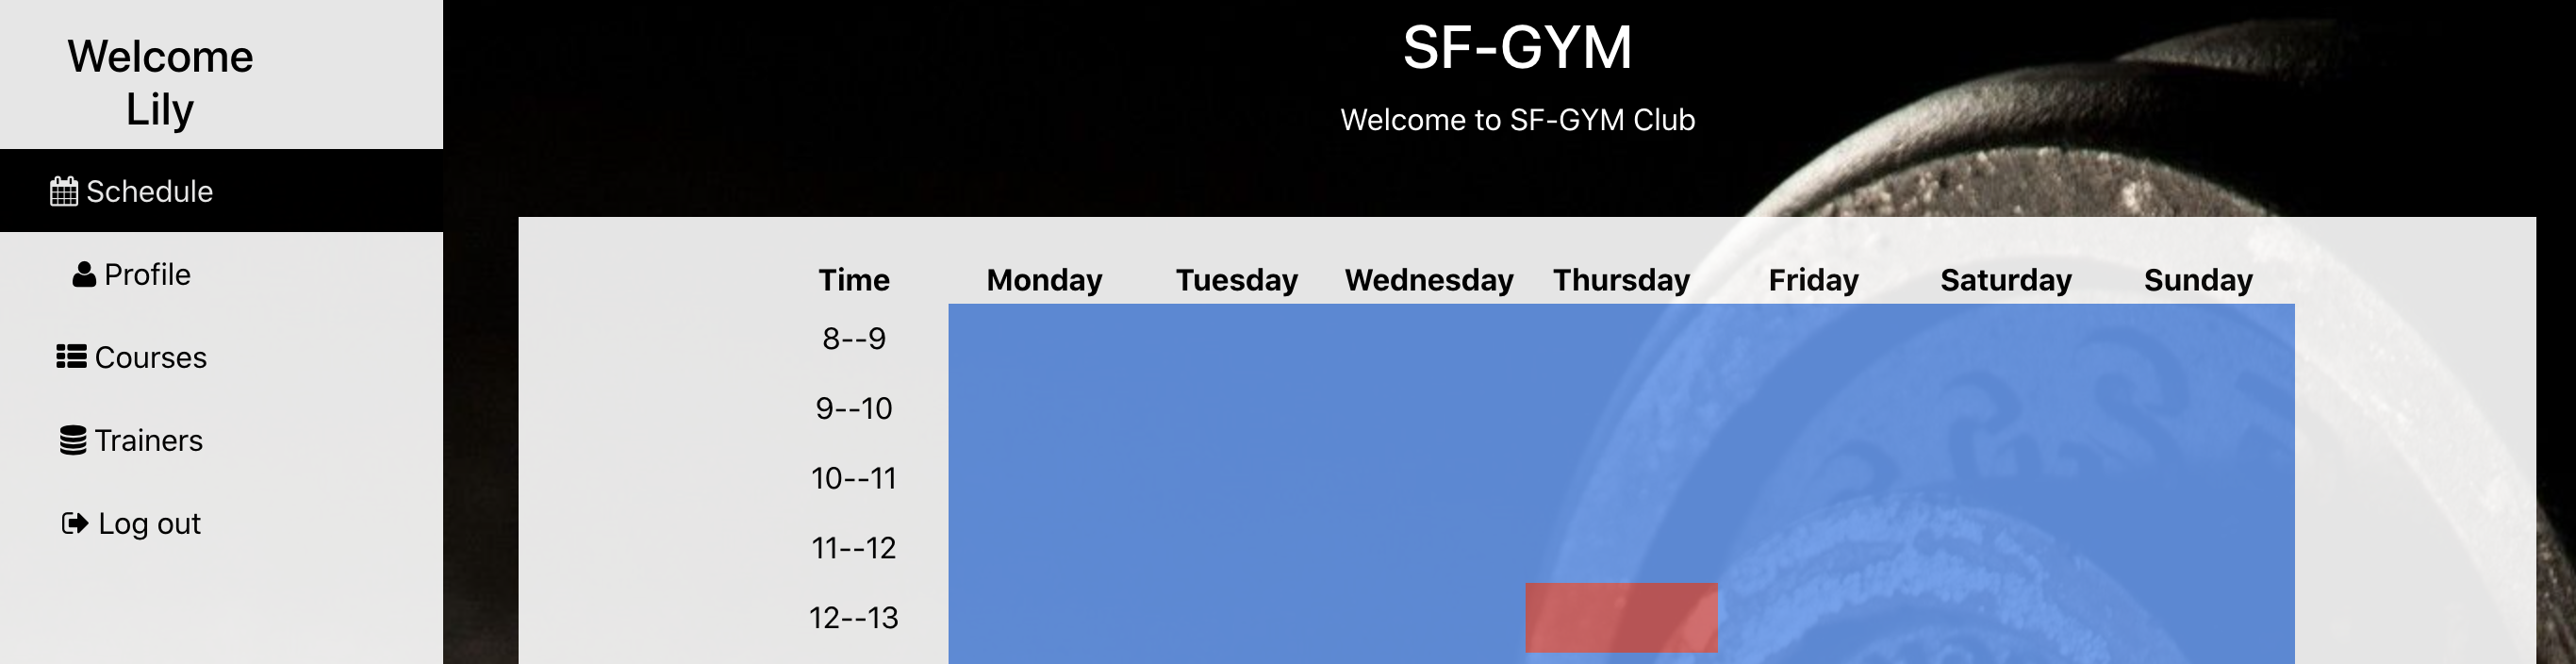 Welcome
Lily
Schedule
Profile
Courses
Trainers
Log out
SF-GYM
Welcome to SF-GYM Club
Time Monday Tuesday Wednesday Thursday Friday Saturday Sunday
8--9
9--10
10--11
11--12
12--13